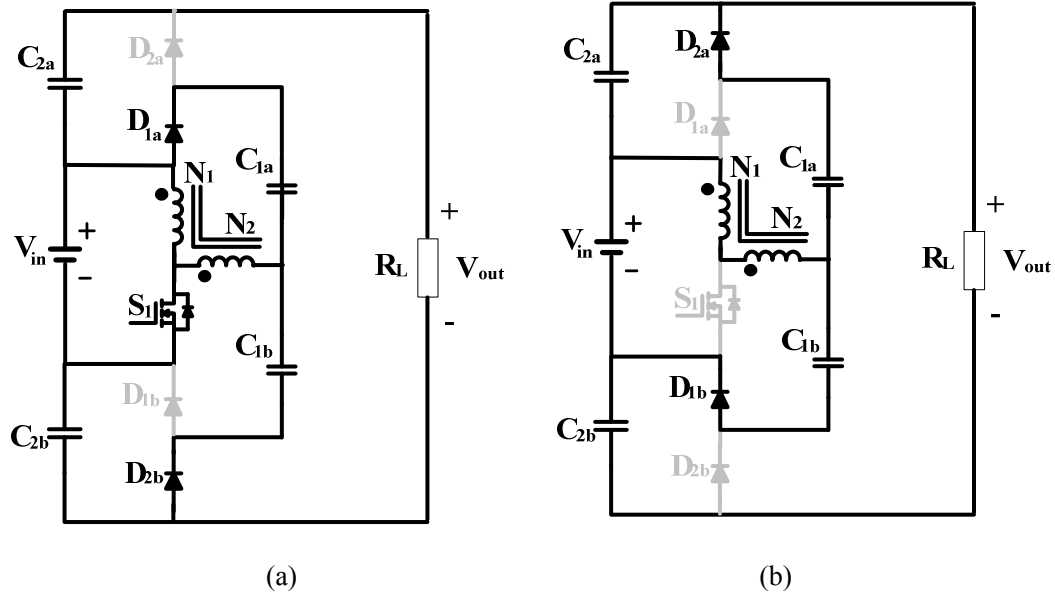 C2a
D2a
D1a
C1a
N1
N2
Vin
+
–
S1
RL
+
Vout
-
C1b
D1b
C2b
D2b
(a)
C2a
D2a
D1a
C1a
N1
N2
Vin
+
–
S1
RL
+
Vout
-
C1b
D1b
C2b
D2b
(b)